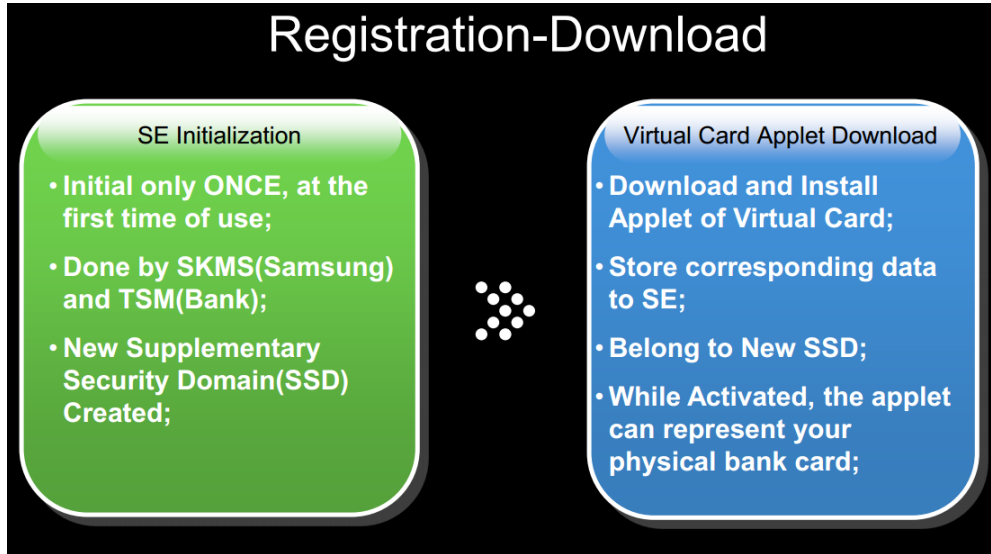 Registration-Download
SE Initialization
• Initial only ONCE, at the
first time of use;
• Done by SKMS(Samsung)
and TSM(Bank);
• New Supplementary
Security Domain(SSD)
Created;
Virtual Card Applet Download
• Download and Install
Applet of Virtual Card;
• Store corresponding data
to SE;
• Belong to New SSD;
• While Activated, the applet
can represent your
physical bank card;